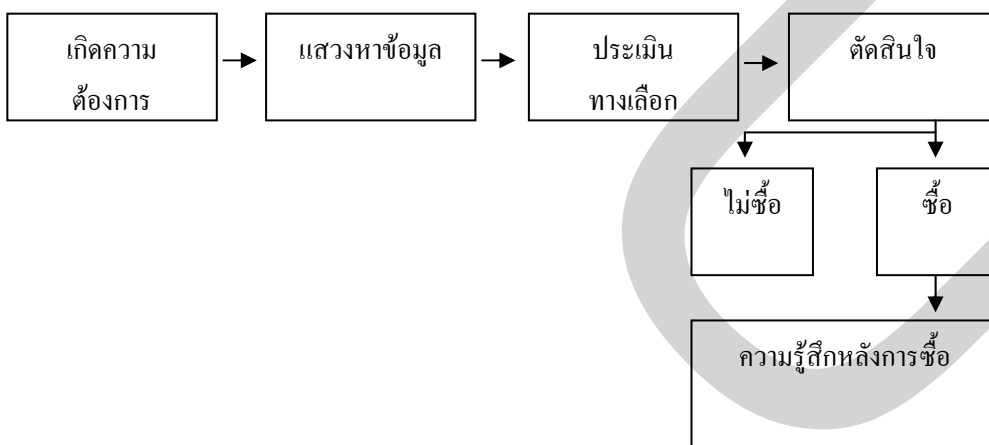 เกิดความ
ต้องการ
แสวงหาข้อมูล
ประเมิน
ทางเลือก
ตัดสินใจ
ไม่ซื้อ
ซื้อ
ความรู้สึกหลังการซื้อ